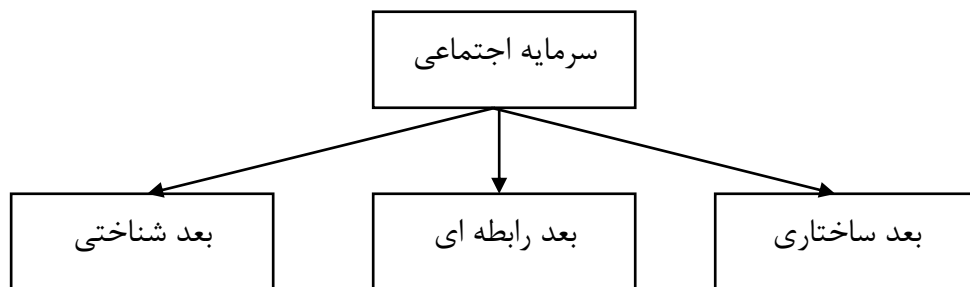 سرمایه اجتماعی
بعد ساختاری
بعد رابطه ای
بعد شناختی